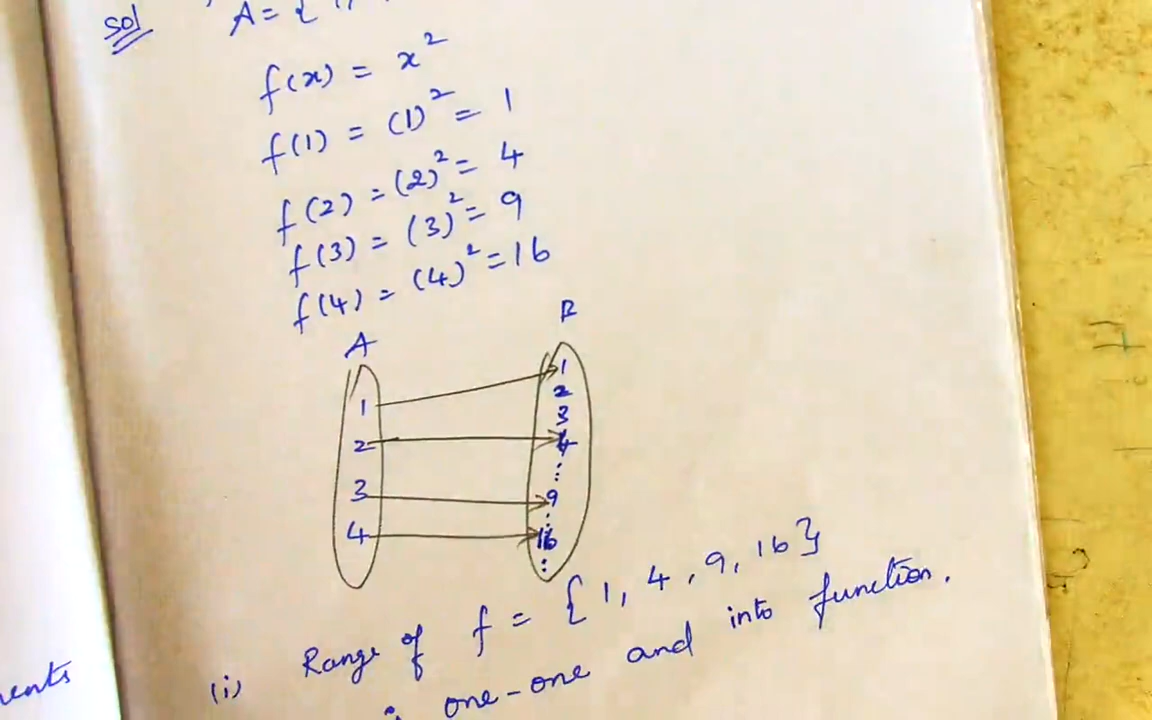 Sol A = {
f(x) = x²
f(1) = (1)² = 1
f(2) = (2)² = 4
f(3) = (3)² = 9
f(4) = (4)² = 16
A
1
2
3
4
1
2
3
4
⋮
9
⋮
16
⋮
(i) Range of f = {1, 4, 9, 16}
one-one and into function.